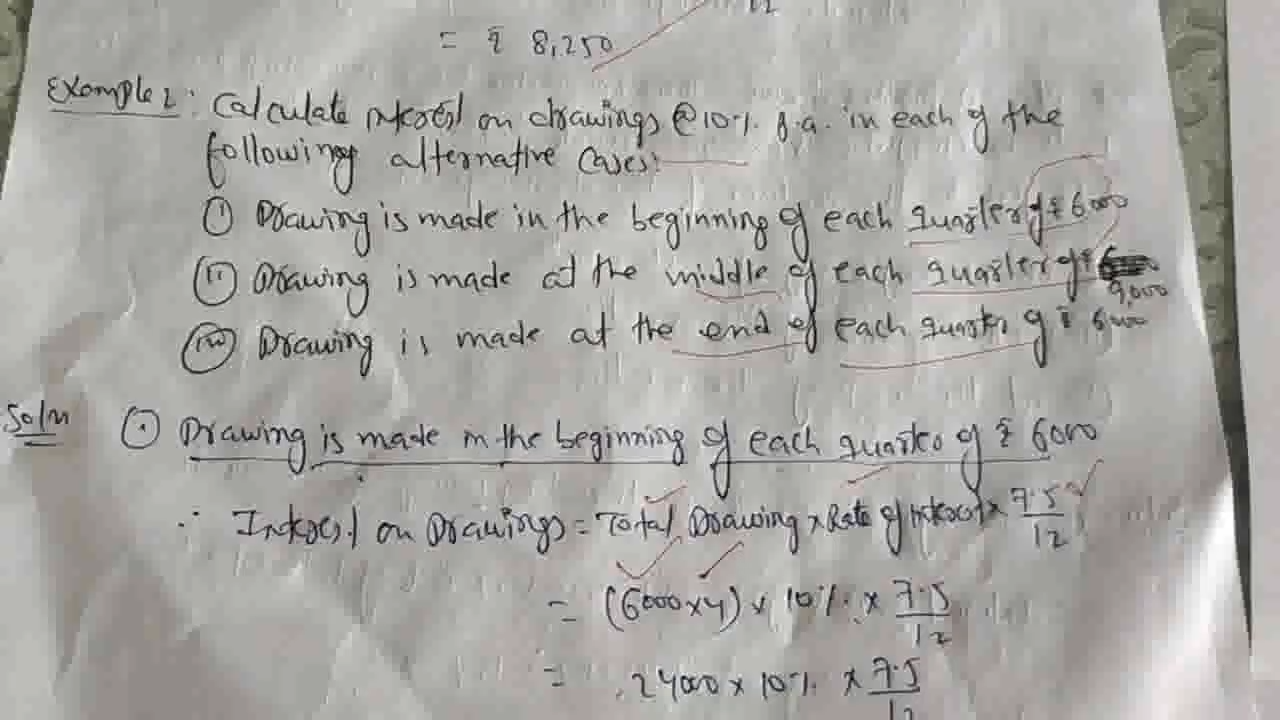 12
= ₹ 8,250
Example 2: Calculate interest on drawings @ 10% p.a. in each of the
following alternative cases:
(i) Drawing is made in the beginning of each quarter of ₹ 6000
(ii) Drawing is made at the middle of each quarter of ₹
9,000
(iii) Drawing is made at the end of each quarter of ₹ 6000
Soln (i) Drawing is made in the beginning of each quarter of ₹ 6000
∴ Interest on Drawings = Total Drawing x Rate of interest x 7.5/12
= (6000x4) x 10% x 7.5/12
= 24000 x 10% x 7.5/12